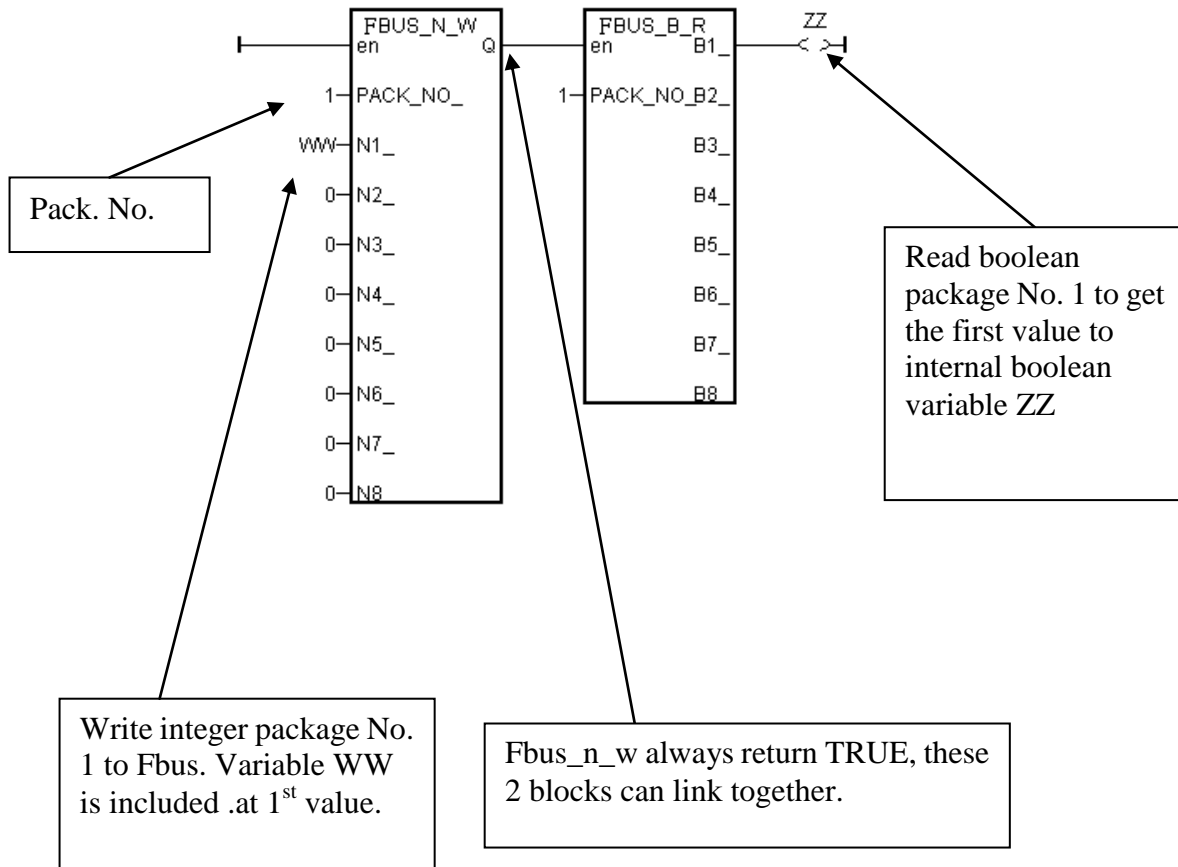 FBUS_N_W
en Q
1 PACK_NO_
WW N1_
0 N2_
0 N3_
0 N4_
0 N5_
0 N6_
0 N7_
0 N8
FBUS_B_R
en B1_
1 PACK_NO_ B2_
B3_
B4_
B5_
B6_
B7_
B8
ZZ
Pack. No.
Read boolean
package No. 1 to get
the first value to
internal boolean
variable ZZ
Write integer package No.
1 to Fbus. Variable WW
is included .at 1st value.
Fbus_n_w always return TRUE, these
2 blocks can link together.